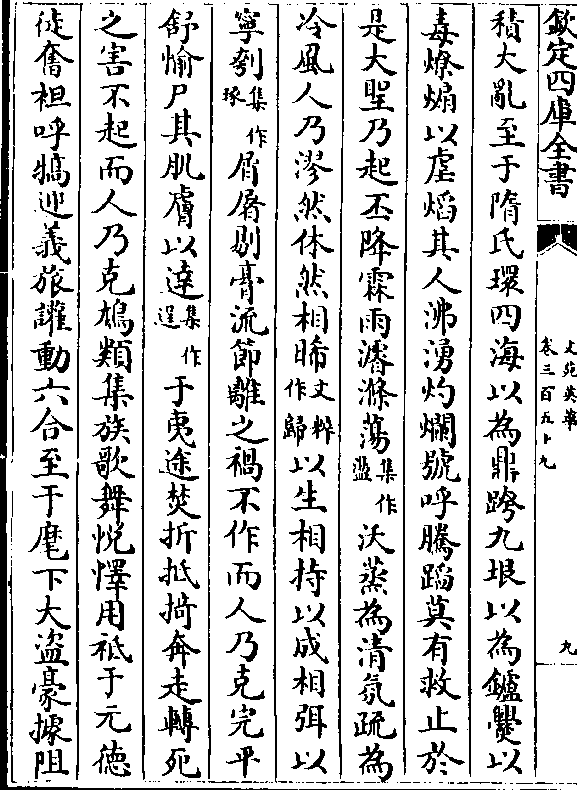 欽定四庫全書
文苑英華
卷三百五十九
九
積大亂至于隋氏環四海以為鼎跨九垠以為鑪爨以
毒燎煽以虐焰其人沸湧灼爛號呼騰蹈莫有救止於
是大聖乃起丕降霖雨濬滌蕩集作盪沃蒸為清氛疏為
冷風人乃漻然休然相睎文粹作歸以生相持以成相弭以
寧刳集作琢屑屠剔膏流節離之禍不作而人乃克完平
舒愉尸其肌膚以達集作逞于夷途焚折抵掎奔走轉死
之害不起而人乃克鳩類集族歌舞悅懌用祗于元德
徒奮袒呼犒迎義旅讙動六合至于麾下大盜豪據阻